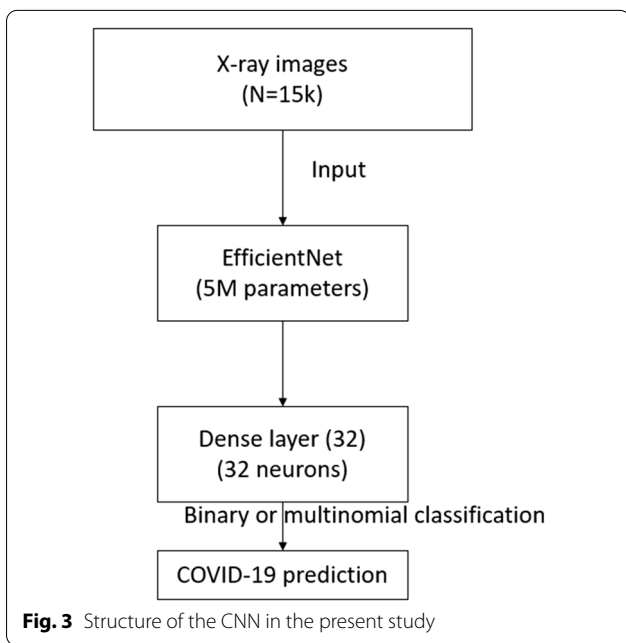 X-ray images
(N=15k)
Input
EfficientNet
(5M parameters)
Dense layer (32)
(32 neurons)
Binary or multinomial classification
COVID-19 prediction
Fig. 3 Structure of the CNN in the present study